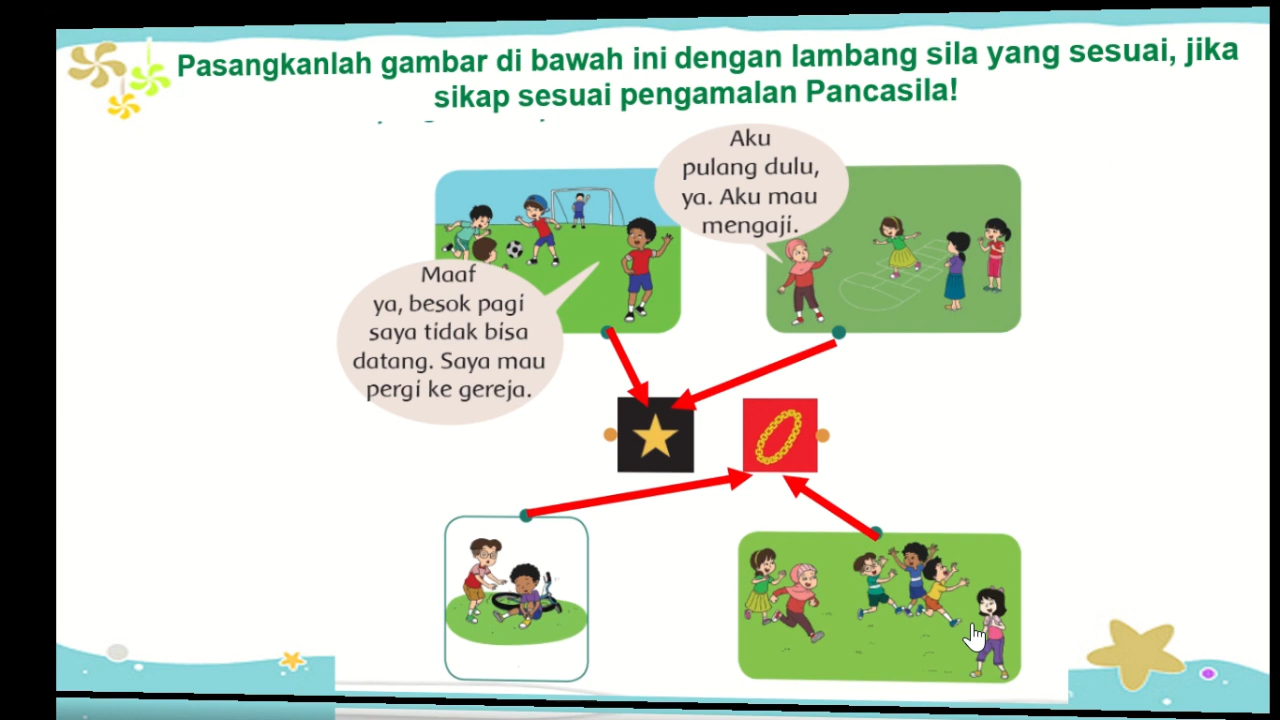 Pasangkanlah gambar di bawah ini dengan lambang sila yang sesuai, jika
sikap sesuai pengamalan Pancasila!
Aku
pulang dulu,
ya. Aku mau
mengaji.
Maaf
ya, besok pagi
saya tidak bisa
datang. Saya mau
pergi ke gereja.